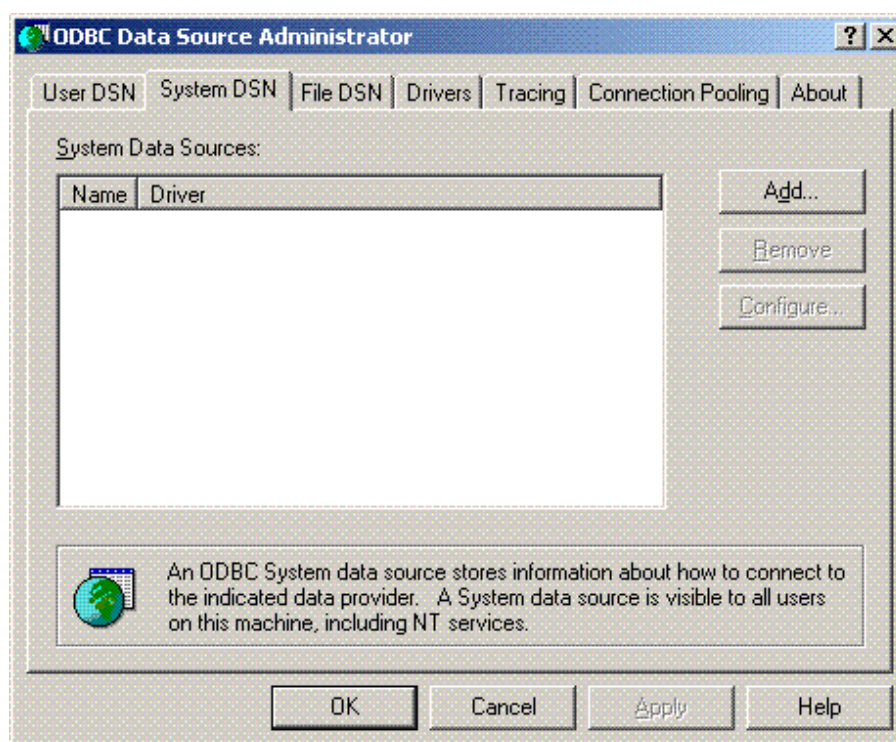 ODBC Data Source Administrator
User DSN System DSN File DSN Drivers Tracing Connection Pooling About
System Data Sources:
Name Driver
Add...
Remove
Configure...
An ODBC System data source stores information about how to connect to
the indicated data provider. A System data source is visible to all users
on this machine, including NT services.
OK Cancel Apply Help